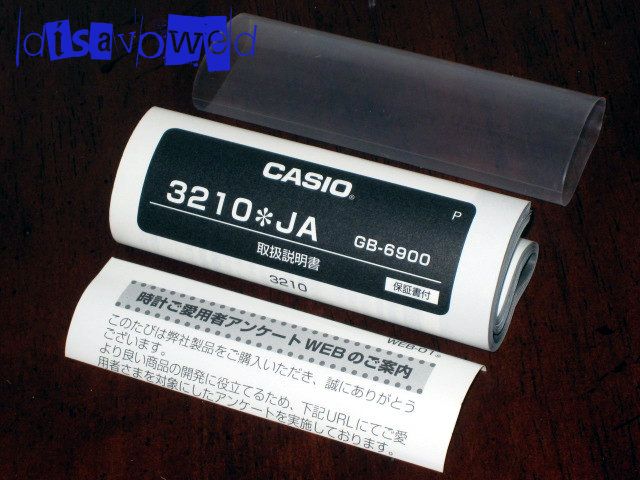 disavowed
CASIO®
3210✻JA
P
GB-6900
取扱説明書
保証書付
3210
WEB-01®
時計ご愛用者アンケートWEBのご案内
このたびは弊社製品をご購入いただき、誠にありがとう
ございます。
より良い商品の開発に役立てるため、下記URLにてご愛
用者さまを対象にしたアンケートを実施しております。